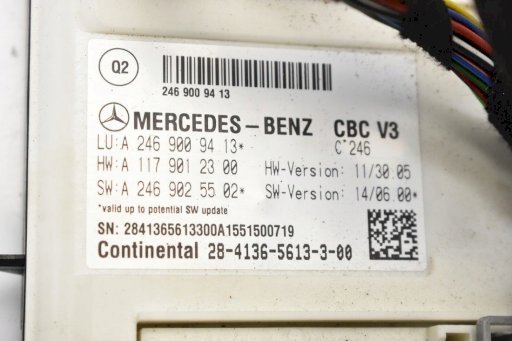 Q2
246 900 94 13
MERCEDES-BENZ CBC V3
LU:A 246 900 94 13* C*246
HW:A 117 901 23 00 HW-Version: 11/30.05
SW:A 246 902 55 02* SW-Version: 14/06.00*
*valid up to potential SW update
SN: 2841365613300A1551500719
Continental 28-4136-5613-3-00